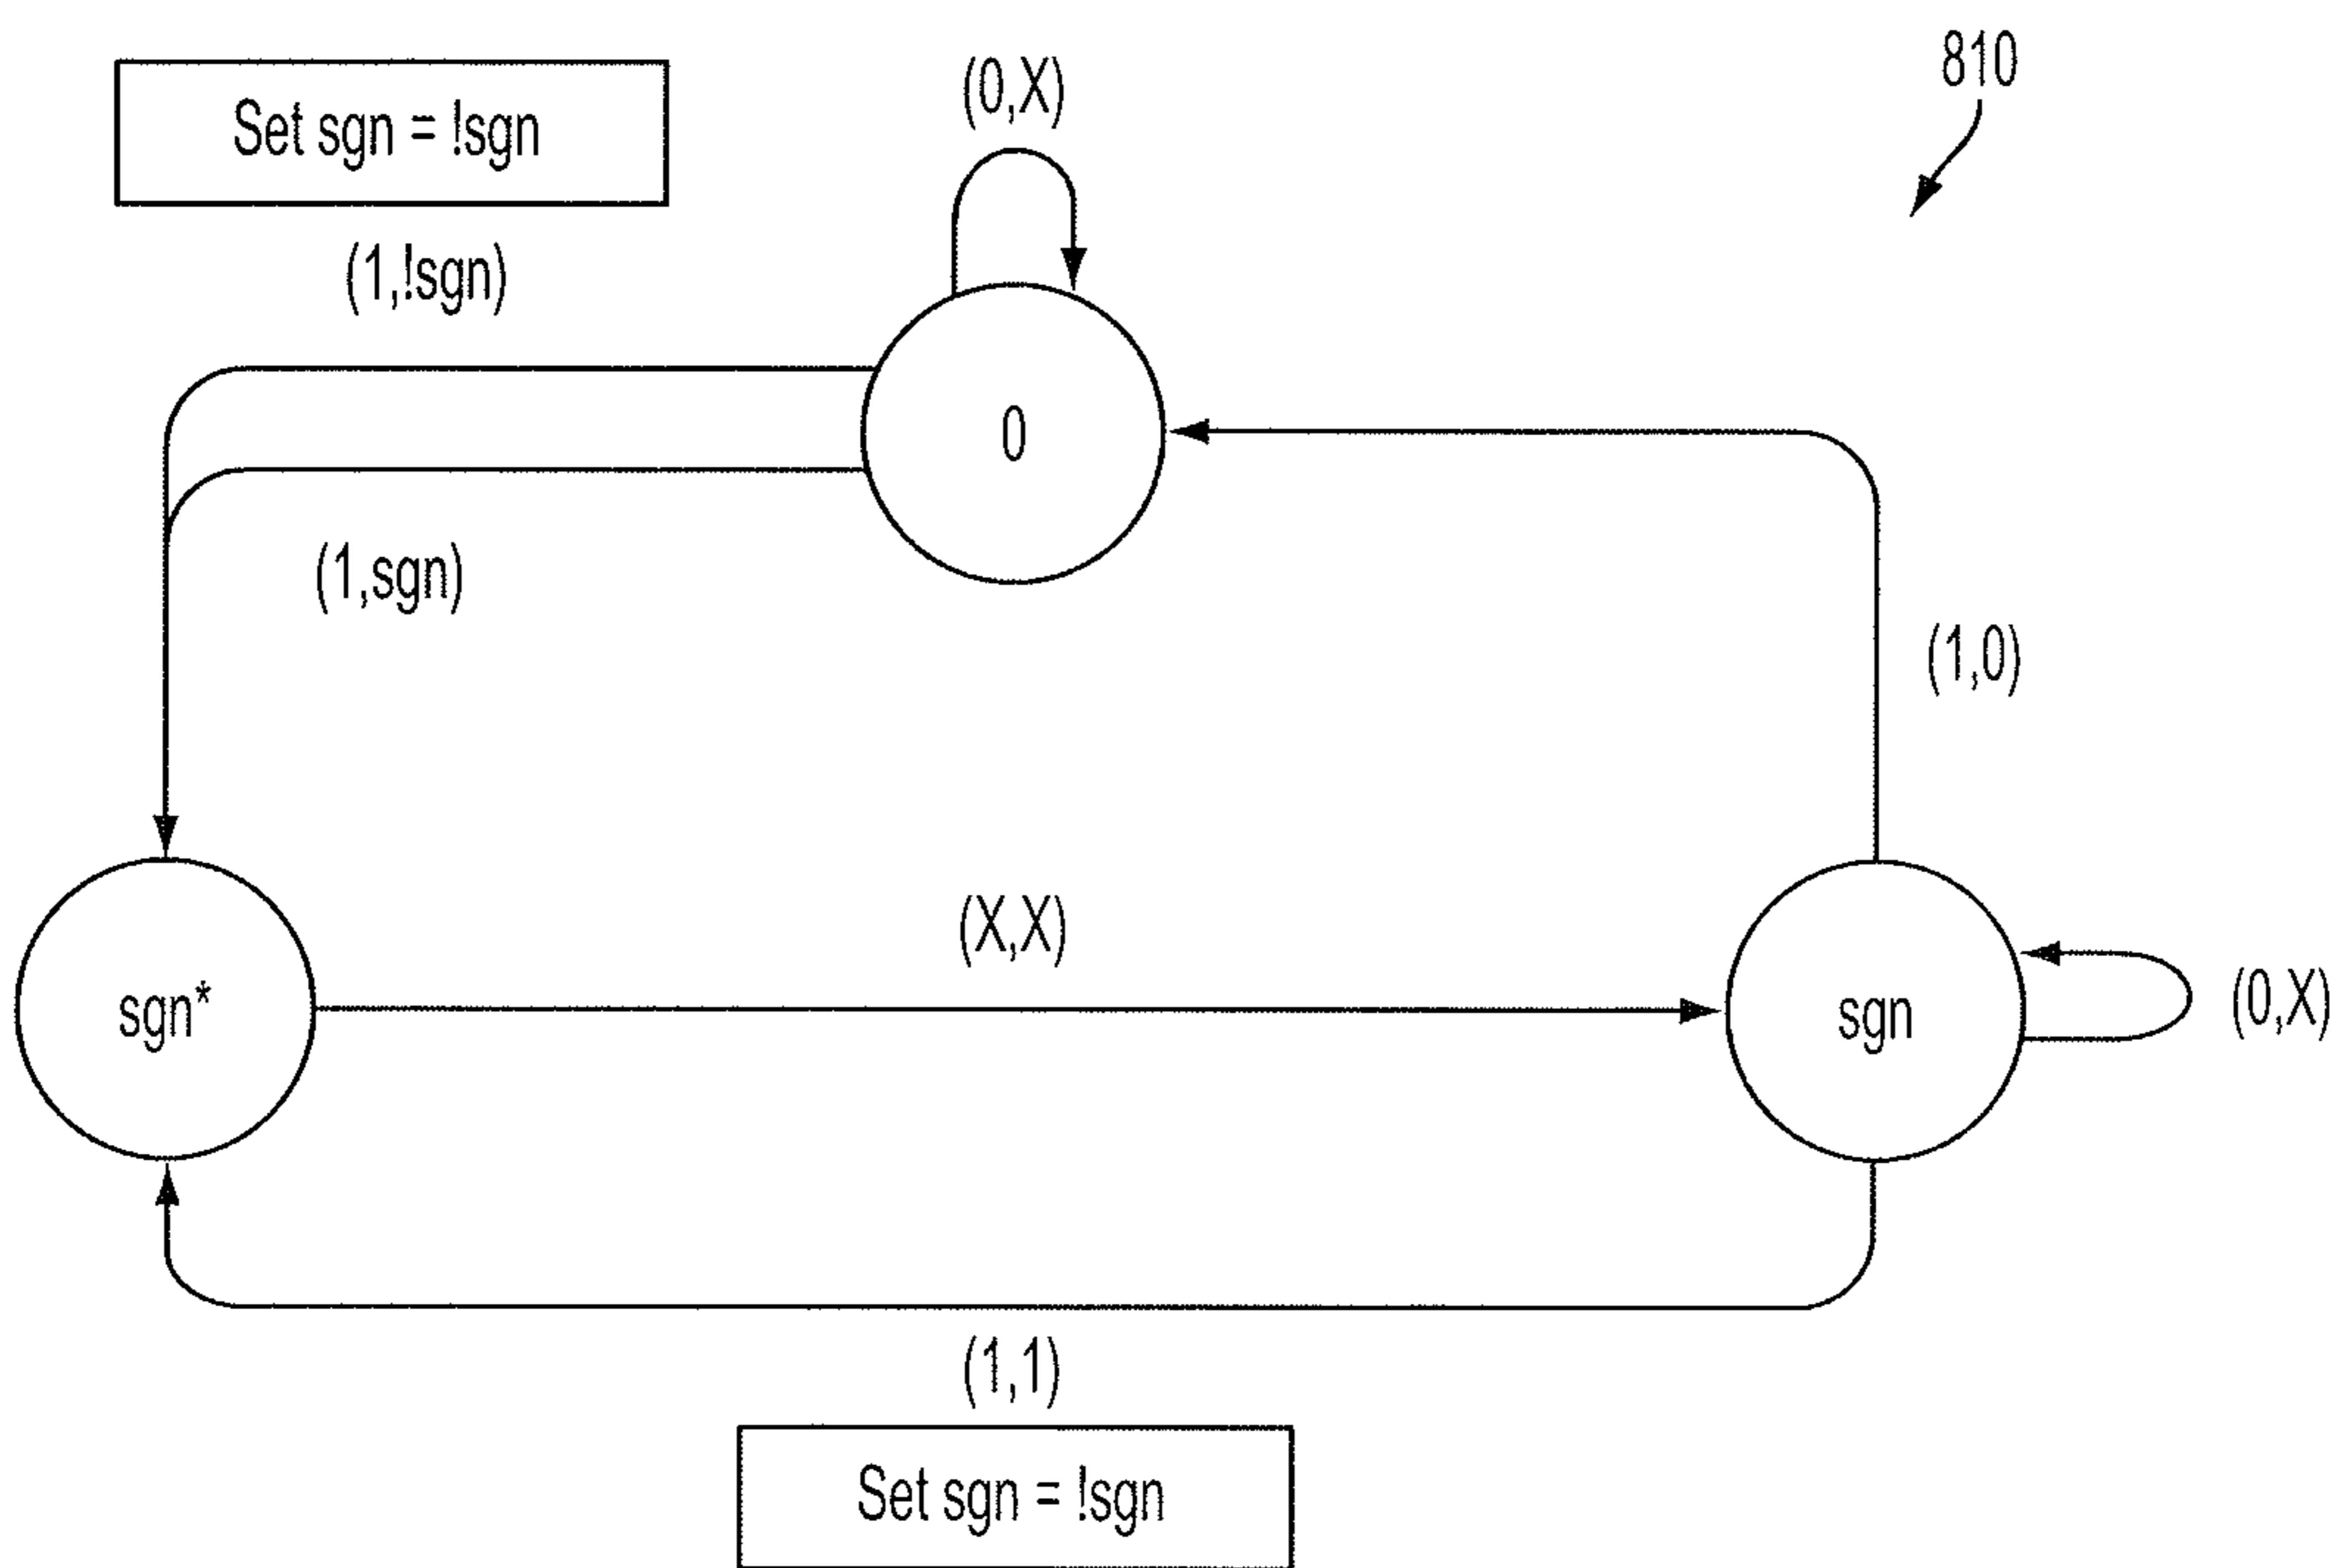 810
Set sgn = !sgn
(0,X)
(1,!sgn)
0
(1,sgn)
(1,0)
(X,X)
sgn*
sgn
(0,X)
(1,1)
Set sgn = !sgn